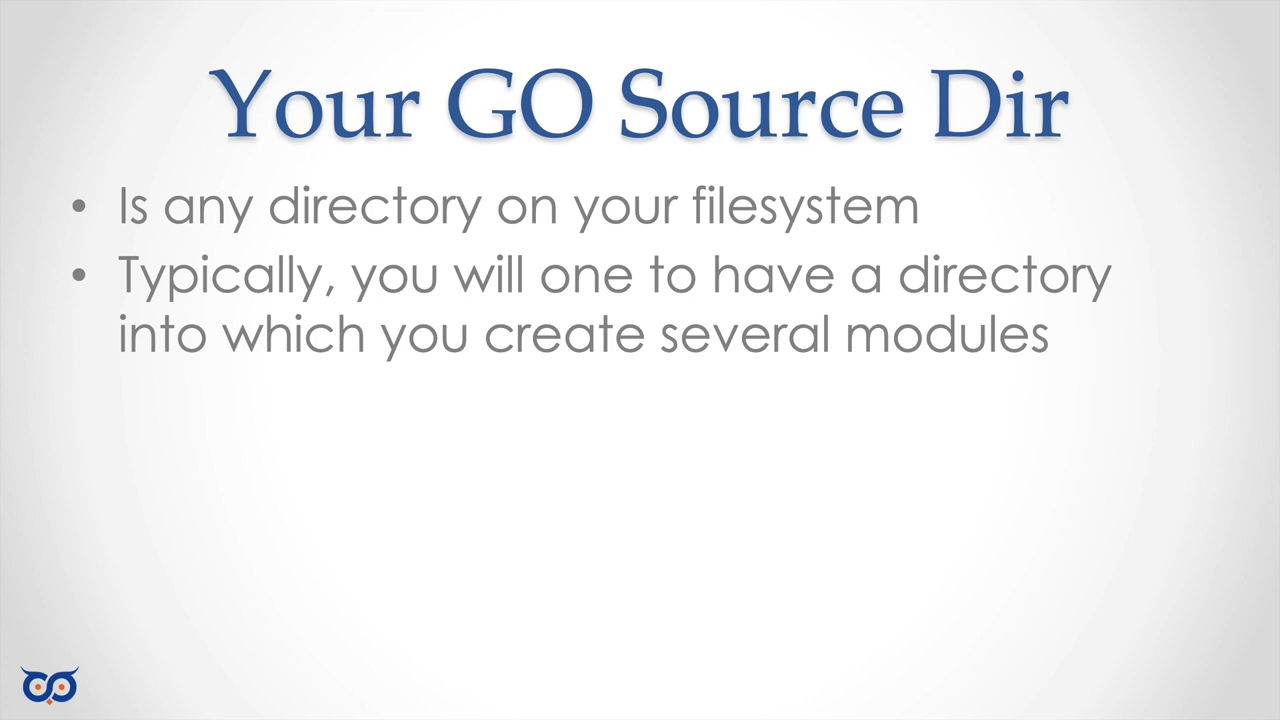 Your GO Source Dir
• Is any directory on your filesystem
• Typically, you will one to have a directory
into which you create several modules